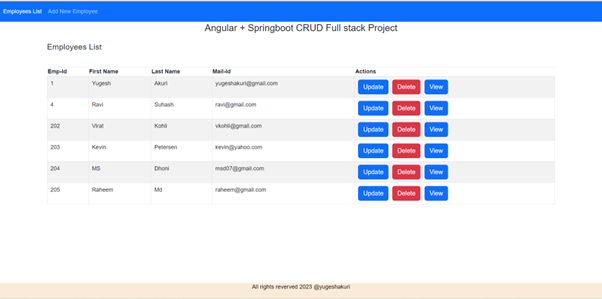 Employees List Add New Employee
Angular + Springboot CRUD Full stack Project
Employees List
Emp-Id First Name Last Name Mail-Id Actions
1 Yugesh Akuri yugeshakuri@gmail.com Update Delete View
4 Ravi Suhash ravi@gmail.com Update Delete View
202 Virat Kohli vkohli@gmail.com Update Delete View
203 Kevin Petersen kevin@yahoo.com Update Delete View
204 MS Dhoni msd07@gmail.com Update Delete View
205 Raheem Md raheem@gmail.com Update Delete View
All rights reverved 2023 @yugeshakuri